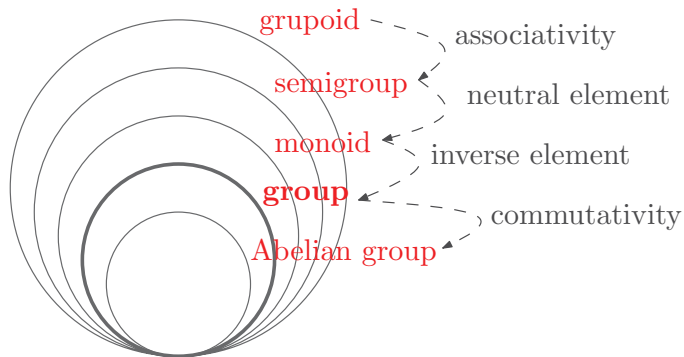 grupoid
associativity
semigroup
neutral element
monoid
inverse element
group
commutativity
Abelian group